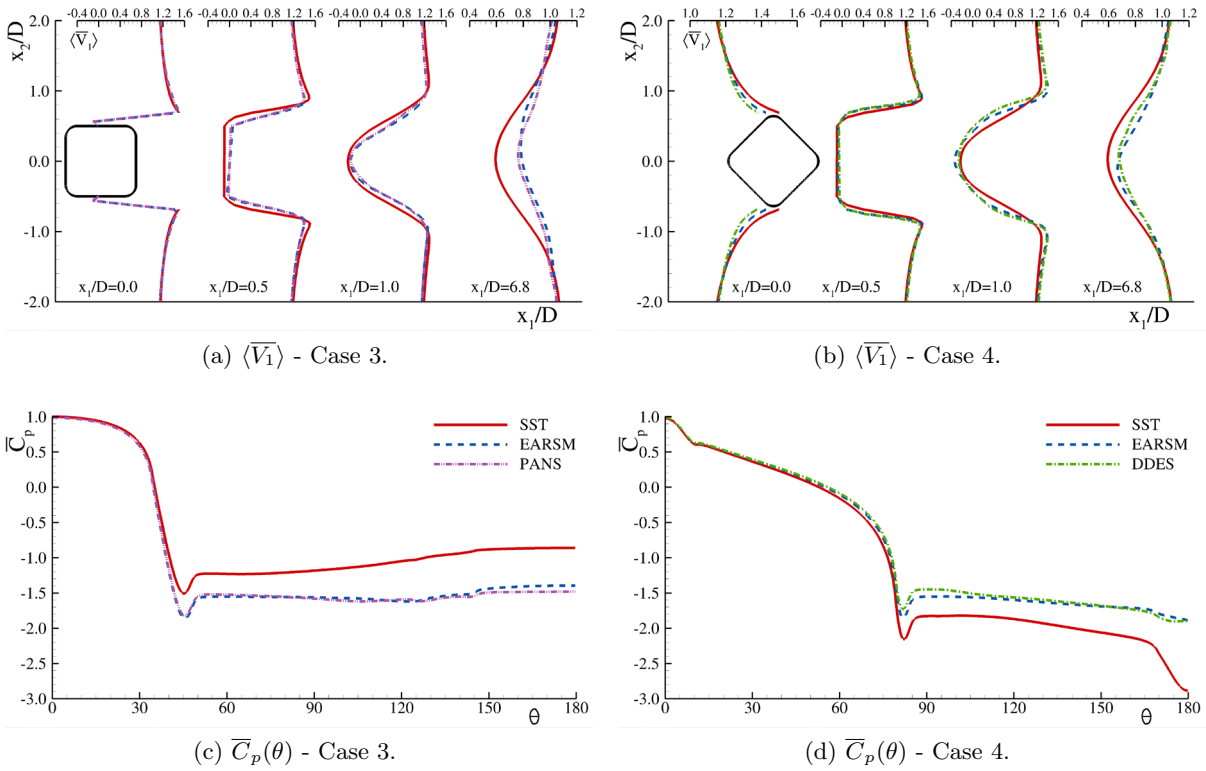 -0.4 0.0 0.4 0.8 1.2 1.6 -0.4 0.0 0.4 0.8 1.2 1.6 -0.4 0.0 0.4 0.8 1.2 1.6 0.4 0.6 0.8 1.0 1.2
2.0
1.0
0.0
-1.0
-2.0
x₂/D
⟨V̅₁⟩
x₁/D=0.0
x₁/D=0.5
x₁/D=1.0
x₁/D=6.8
x₁/D
(a) ⟨V̅₁⟩ - Case 3.
1.0 1.2 1.4 1.6 -0.4 0.0 0.4 0.8 1.2 1.6 -0.4 0.0 0.4 0.8 1.2 1.6 0.4 0.6 0.8 1.0 1.2
2.0
1.0
0.0
-1.0
-2.0
x₂/D
⟨V̅₁⟩
x₁/D=0.0
x₁/D=0.5
x₁/D=1.0
x₁/D=6.8
x₁/D
(b) ⟨V̅₁⟩ - Case 4.
1.0
0.5
0.0
-0.5
-1.0
-1.5
-2.0
-2.5
-3.0
C̅p
SST
EARSM
PANS
0 30 60 90 120 150 180
θ
(c) C̅p(θ) - Case 3.
1.0
0.5
0.0
-0.5
-1.0
-1.5
-2.0
-2.5
-3.0
C̅p
SST
EARSM
DDES
0 30 60 90 120 150 180
θ
(d) C̅p(θ) - Case 4.